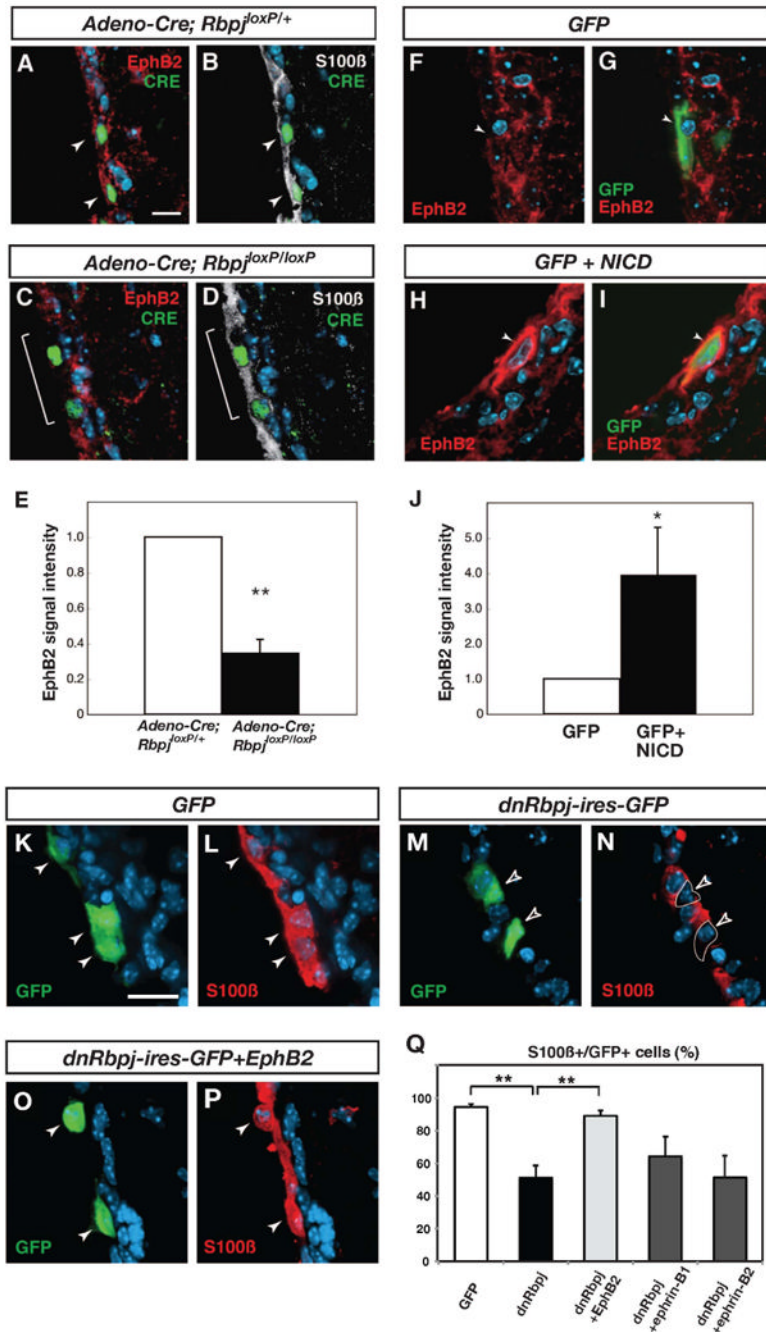 Adeno-Cre; Rbpj^loxP/+
A
EphB2
CRE
B
S100ß
CRE
GFP
F
EphB2
G
GFP
EphB2
Adeno-Cre; Rbpj^loxP/loxP
C
EphB2
CRE
D
S100ß
CRE
GFP + NICD
H
EphB2
I
GFP
EphB2
E
EphB2 signal intensity
1.0
0.8
0.6
0.4
0.2
0
**
Adeno-Cre;
Rbpj^loxP/+
Adeno-Cre;
Rbpj^loxP/loxP
J
EphB2 signal intensity
5.0
4.0
3.0
2.0
1.0
0
*
GFP
GFP+
NICD
GFP
K
GFP
L
S100ß
dnRbpj-ires-GFP
M
GFP
N
S100ß
dnRbpj-ires-GFP+EphB2
O
GFP
P
S100ß
Q
S100ß+/GFP+ cells (%)
100
80
60
40
20
0
**
**
GFP
dnRbpj
dnRbpj
+EphB2
dnRbpj
+ephrin-B1
dnRbpj
+ephrin-B2